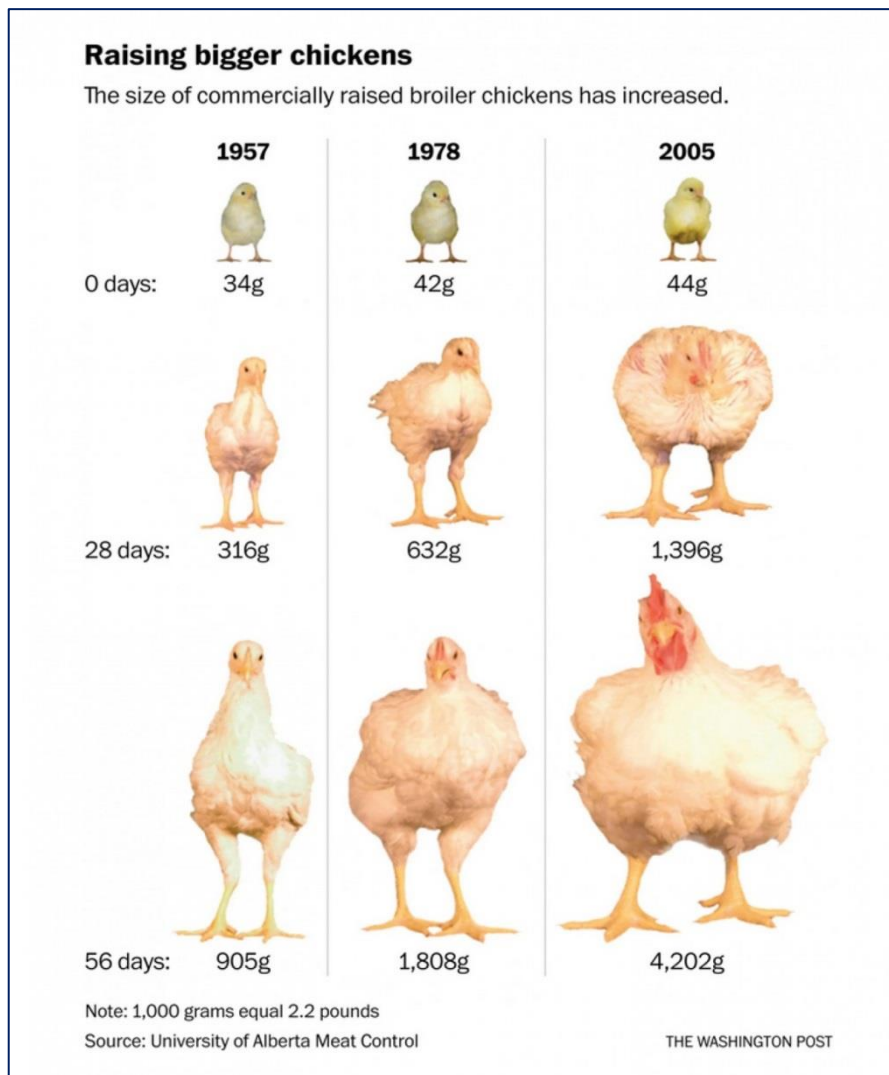 Raising bigger chickens
The size of commercially raised broiler chickens has increased.
1957 1978 2005
0 days: 34g 42g 44g
28 days: 316g 632g 1,396g
56 days: 905g 1,808g 4,202g
Note: 1,000 grams equal 2.2 pounds
Source: University of Alberta Meat Control THE WASHINGTON POST